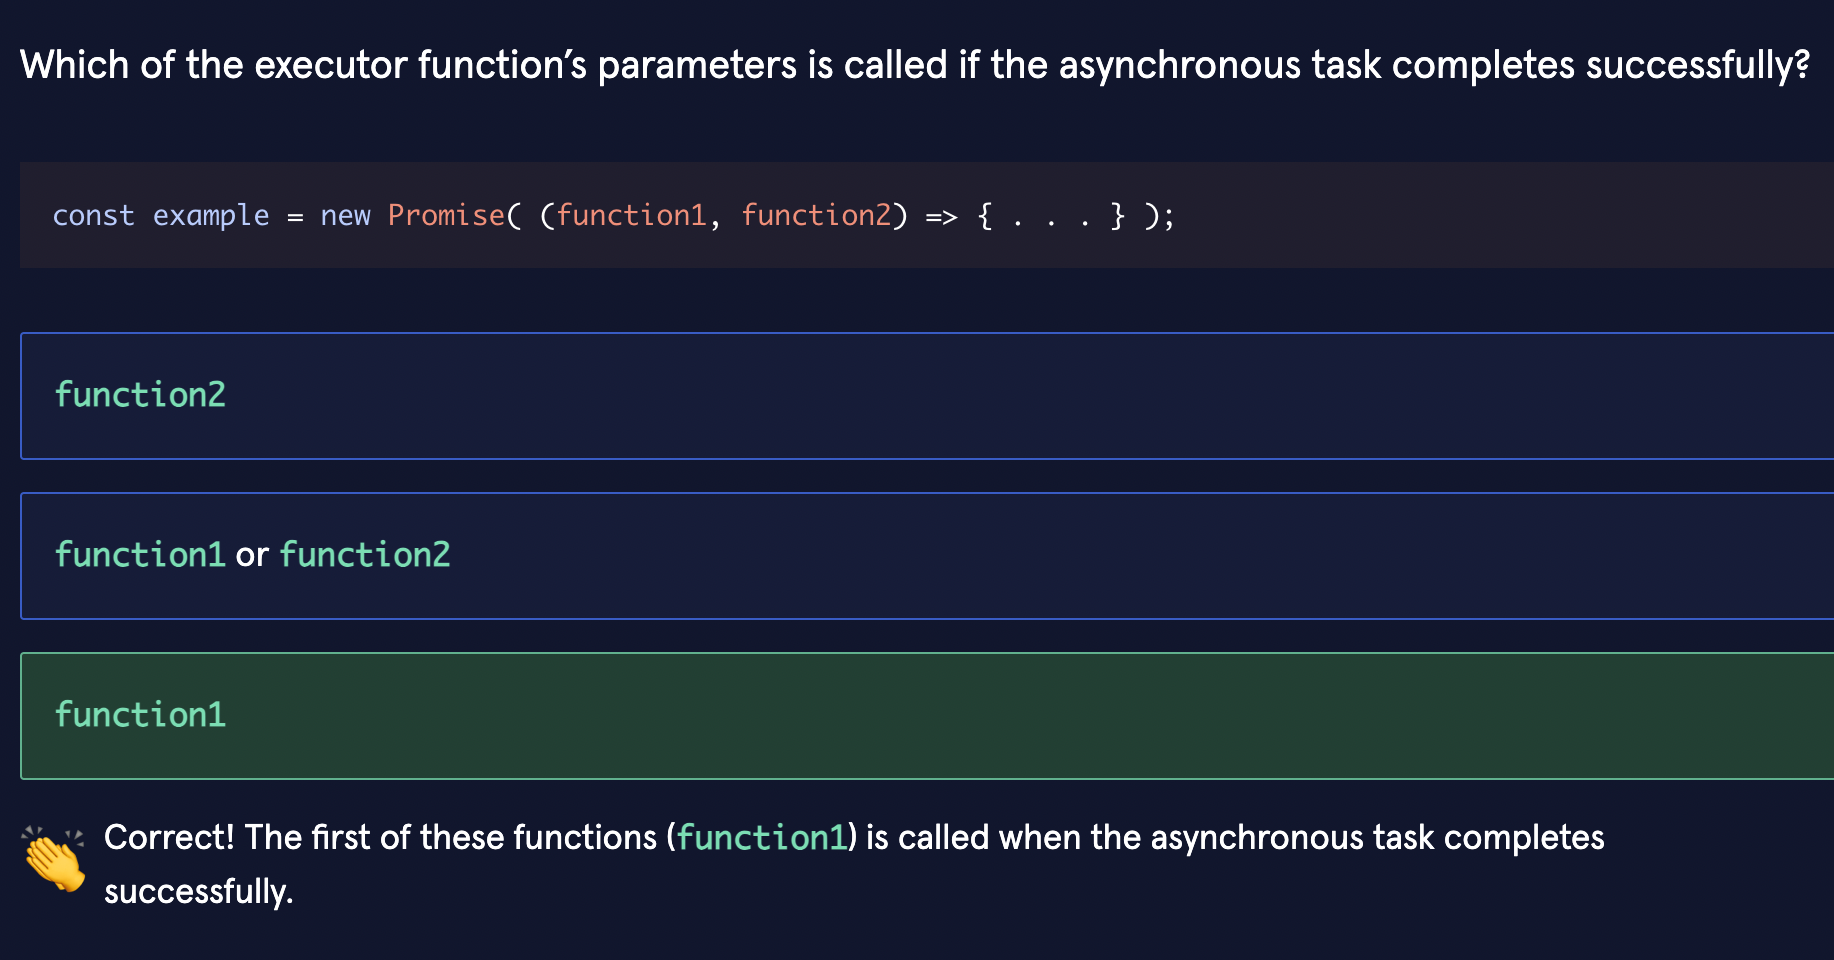 Which of the executor function’s parameters is called if the asynchronous task completes successfully?
const example = new Promise( (function1, function2) => { . . . } );
function2
function1 or function2
function1
Correct! The first of these functions (function1) is called when the asynchronous task completes
successfully.